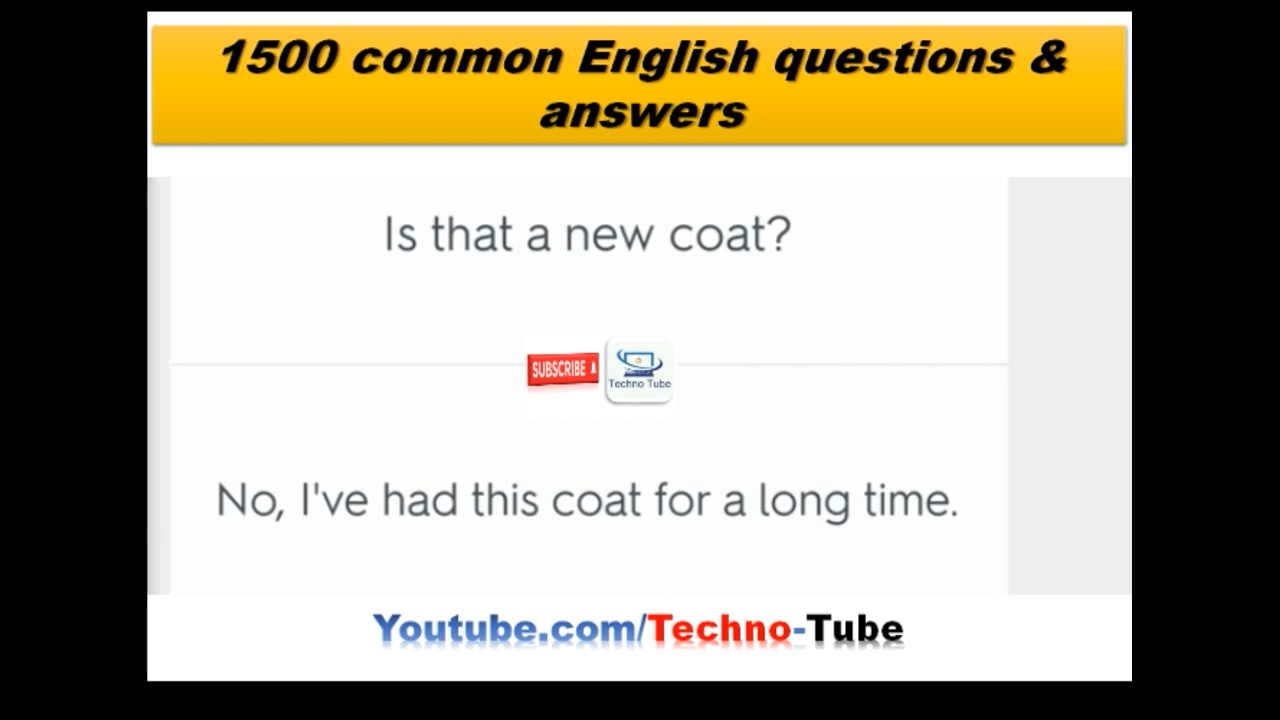 1500 common English questions &
answers
Is that a new coat?
SUBSCRIBE
Techno Tube
No, I've had this coat for a long time.
Youtube.com/Techno-Tube